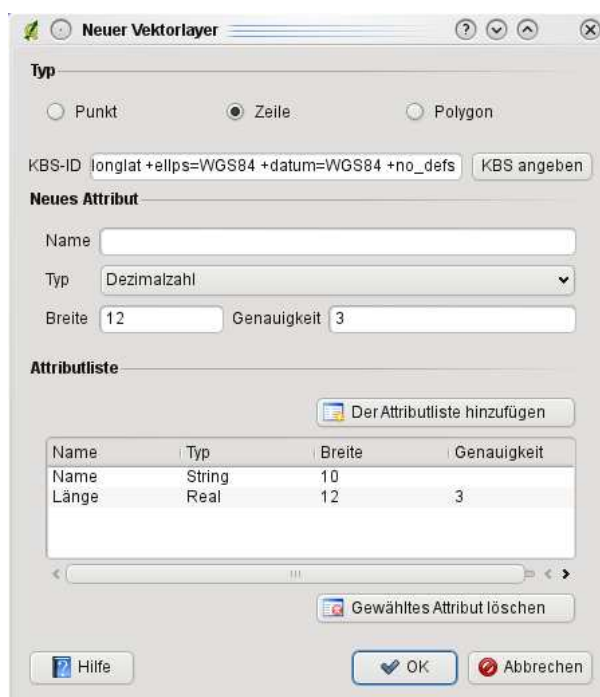 Neuer Vektorlayer
Typ
Punkt Zeile Polygon
KBS-ID longlat +ellps=WGS84 +datum=WGS84 +no_defs KBS angeben
Neues Attribut
Name
Typ Dezimalzahl
Breite 12 Genauigkeit 3
Attributliste
Der Attributliste hinzufügen
Name Typ Breite Genauigkeit
Name String 10
Länge Real 12 3
Gewähltes Attribut löschen
Hilfe OK Abbrechen